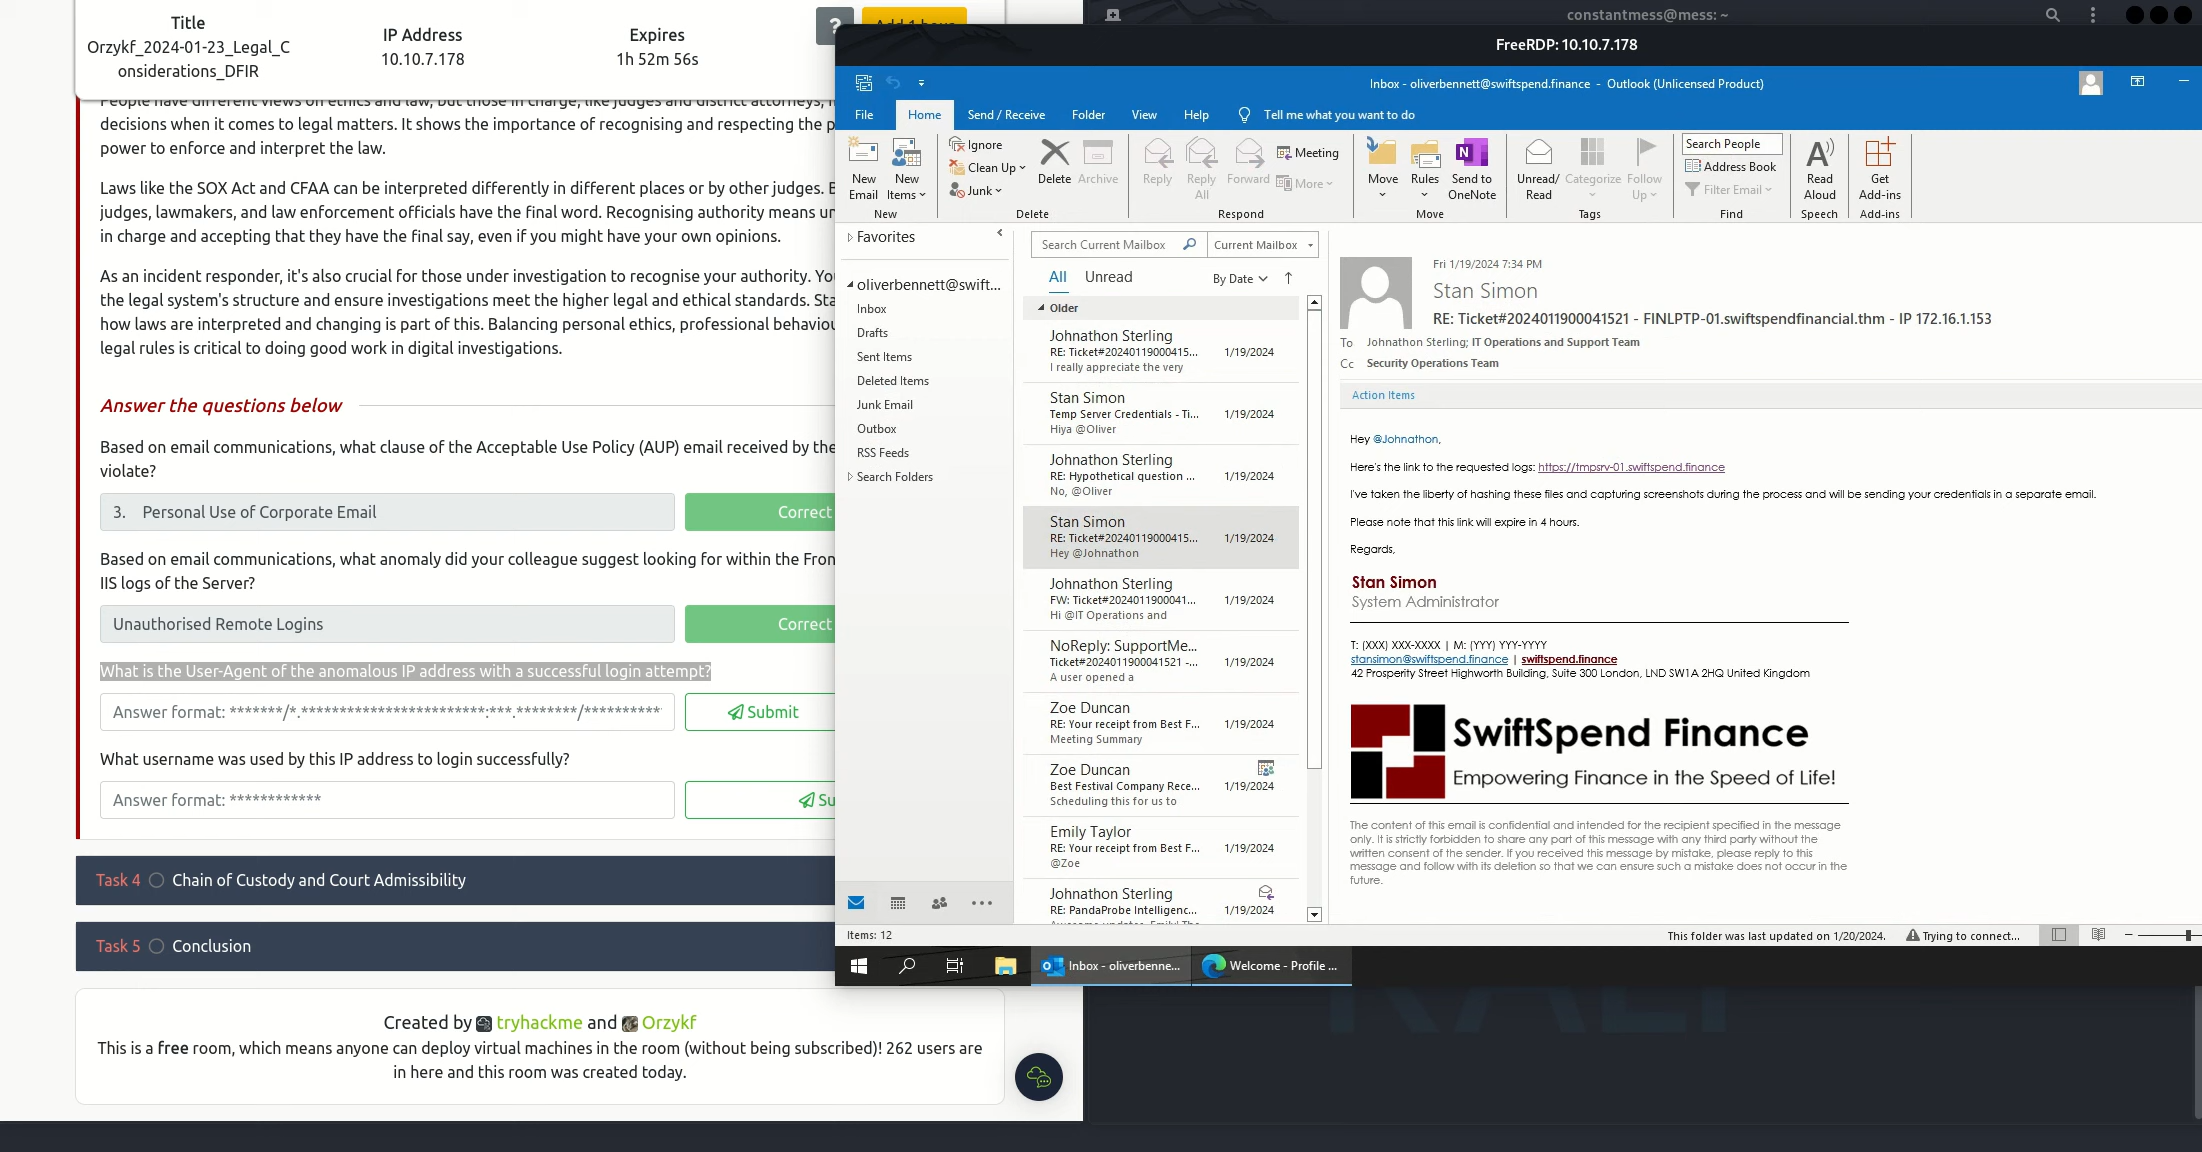 Title
Orzykf_2024-01-23_Legal_C
onsiderations_DFIR
IP Address
10.10.7.178
Expires
1h 52m 56s
?
Add 1 hour
People have different views on ethics and law, but those in charge, like judges and district attorneys,
decisions when it comes to legal matters. It shows the importance of recognising and respecting the p
power to enforce and interpret the law.
Laws like the SOX Act and CFAA can be interpreted differently in different places or by other judges. B
judges, lawmakers, and law enforcement officials have the final word. Recognising authority means un
in charge and accepting that they have the final say, even if you might have your own opinions.
As an incident responder, it's also crucial for those under investigation to recognise your authority. You
the legal system's structure and ensure investigations meet the higher legal and ethical standards. Sta
how laws are interpreted and changing is part of this. Balancing personal ethics, professional behaviou
legal rules is critical to doing good work in digital investigations.
Answer the questions below
Based on email communications, what clause of the Acceptable Use Policy (AUP) email received by the
violate?
3. Personal Use of Corporate Email
Correct
Based on email communications, what anomaly did your colleague suggest looking for within the Fron
IIS logs of the Server?
Unauthorised Remote Logins
Correct
What is the User-Agent of the anomalous IP address with a successful login attempt?
Answer format: *******/*.************************:***.********/**********
Submit
What username was used by this IP address to login successfully?
Answer format: ************
Su
Task 4 Chain of Custody and Court Admissibility
Task 5 Conclusion
Created by tryhackme and Orzykf
This is a free room, which means anyone can deploy virtual machines in the room (without being subscribed)! 262 users are
in here and this room was created today.
constantmess@mess: ~
FreeRDP: 10.10.7.178
Inbox - oliverbennett@swiftspend.finance - Outlook (Unlicensed Product)
File Home Send / Receive Folder View Help Tell me what you want to do
New
Email
New
Items
New
Ignore
Clean Up
Junk
Delete
Archive
Delete
Reply
Reply
All
Forward
Meeting
More
Respond
Move
Rules
Send to
OneNote
Move
Unread/
Read
Categorize
Follow
Up
Tags
Search People
Address Book
Filter Email
Find
Read
Aloud
Speech
Get
Add-ins
Add-ins
Favorites
oliverbennett@swift...
Inbox
Drafts
Sent Items
Deleted Items
Junk Email
Outbox
RSS Feeds
Search Folders
Search Current Mailbox
Current Mailbox
All Unread
By Date
Older
Johnathon Sterling
RE: Ticket#20240119000415... 1/19/2024
I really appreciate the very
Stan Simon
Temp Server Credentials - Ti... 1/19/2024
Hiya @Oliver
Johnathon Sterling
RE: Hypothetical question ... 1/19/2024
No, @Oliver
Stan Simon
RE: Ticket#20240119000415... 1/19/2024
Hey @Johnathon
Johnathon Sterling
FW: Ticket#2024011900041... 1/19/2024
Hi @IT Operations and
NoReply: SupportMe...
Ticket#2024011900041521 -... 1/19/2024
A user opened a
Zoe Duncan
RE: Your receipt from Best F... 1/19/2024
Meeting Summary
Zoe Duncan
Best Festival Company Rece... 1/19/2024
Scheduling this for us to
Emily Taylor
RE: Your receipt from Best F... 1/19/2024
@Zoe
Johnathon Sterling
RE: PandaProbe Intelligenc... 1/19/2024
Awesome updates, Emily! The
Fri 1/19/2024 7:34 PM
Stan Simon
RE: Ticket#2024011900041521 - FINLPTP-01.swiftspendfinancial.thm - IP 172.16.1.153
To Johnathon Sterling; IT Operations and Support Team
Cc Security Operations Team
Action Items
Hey @Johnathon,
Here's the link to the requested logs: https://tmpsrv-01.swiftspend.finance
I've taken the liberty of hashing these files and capturing screenshots during the process and will be sending your credentials in a separate email.
Please note that this link will expire in 4 hours.
Regards,
Stan Simon
System Administrator
T: (XXX) XXX-XXXX | M: (YYY) YYY-YYYY
stansimon@swiftspend.finance | swiftspend.finance
42 Prosperity Street Highworth Building, Suite 300 London, LND SW1A 2HQ United Kingdom
SwiftSpend Finance
Empowering Finance in the Speed of Life!
The content of this email is confidential and intended for the recipient specified in the message
only. It is strictly forbidden to share any part of this message with any third party without the
written consent of the sender. If you received this message by mistake, please reply to this
message and follow with its deletion so that we can ensure such a mistake does not occur in the
future.
Items: 12
This folder was last updated on 1/20/2024.
Trying to connect...
Inbox - oliverbenne...
Welcome - Profile ...